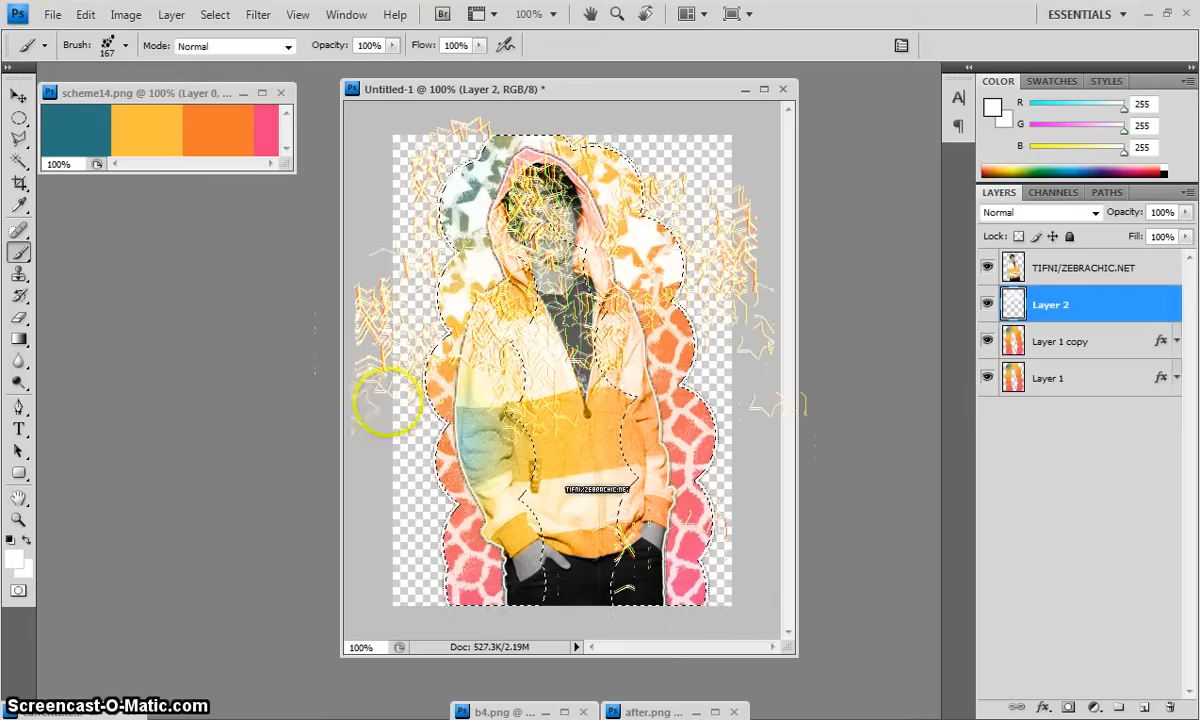 Ps File Edit Image Layer Select Filter View Window Help Br 100% ESSENTIALS
Brush: 167 Mode: Normal Opacity: 100% Flow: 100%
scheme14.png @ 100% (Layer 0, ...
100%
Untitled-1 @ 100% (Layer 2, RGB/8) *
TIFNI/ZEBRACHIC.NET
100% Doc: 527.3K/2.19M
COLOR SWATCHES STYLES
R 255
G 255
B 255
LAYERS CHANNELS PATHS
Normal Opacity: 100%
Lock: Fill: 100%
TIFNI/ZEBRACHIC.NET
Layer 2
Layer 1 copy fx
Layer 1 fx
b4.png @ ... after.png ...
Screencast-O-Matic.com